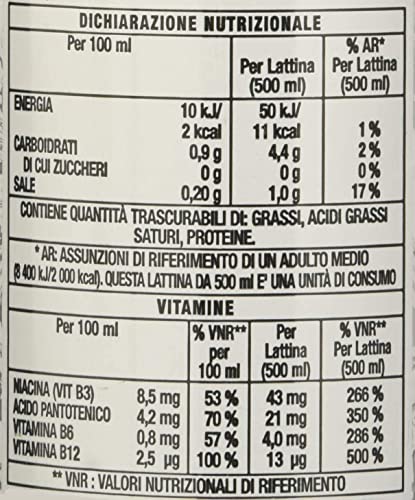 DICHIARAZIONE NUTRIZIONALE
Per 100 ml Per Lattina (500 ml) % AR* Per Lattina (500 ml)
ENERGIA 10 kJ/ 50 kJ/
2 kcal 11 kcal 1 %
CARBOIDRATI 0,9 g 4,4 g 2 %
DI CUI ZUCCHERI 0 g 0 g 0 %
SALE 0,20 g 1,0 g 17 %
CONTIENE QUANTITÀ TRASCURABILI DI: GRASSI, ACIDI GRASSI
SATURI, PROTEINE.
* AR: ASSUNZIONI DI RIFERIMENTO DI UN ADULTO MEDIO
(8 400 kJ/2 000 kcal). QUESTA LATTINA DA 500 ml E' UNA UNITÀ DI CONSUMO
VITAMINE
Per 100 ml % VNR** per 100 ml Per Lattina (500 ml) % VNR** Per Lattina (500 ml)
NIACINA (VIT B3) 8,5 mg 53 % 43 mg 266 %
ACIDO PANTOTENICO 4,2 mg 70 % 21 mg 350 %
VITAMINA B6 0,8 mg 57 % 4,0 mg 286 %
VITAMINA B12 2,5 µg 100 % 13 µg 500 %
** VNR : VALORI NUTRIZIONALI DI RIFERIMENTO